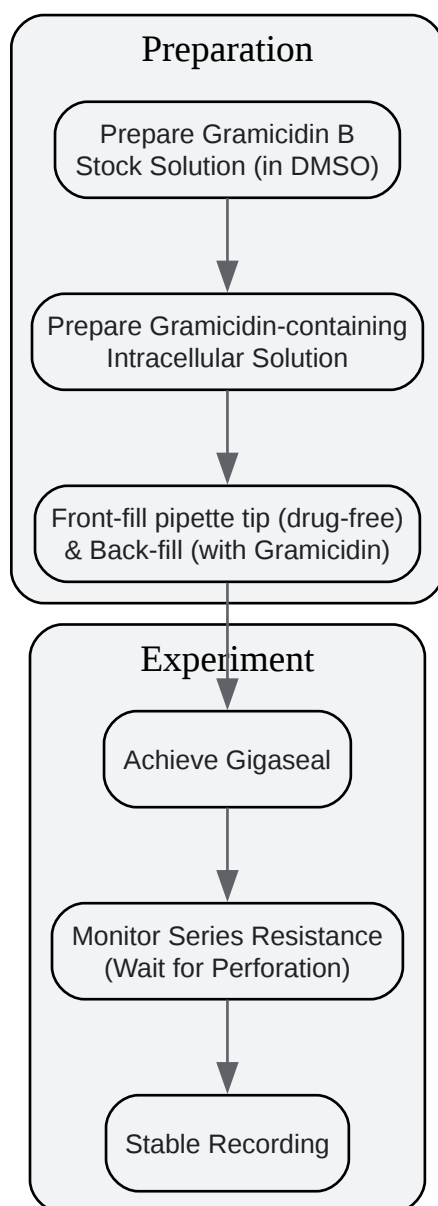 Preparation
Prepare Gramicidin B
Stock Solution (in DMSO)
Prepare Gramicidin-containing
Intracellular Solution
Front-fill pipette tip (drug-free)
& Back-fill (with Gramicidin)
Experiment
Achieve Gigaseal
Monitor Series Resistance
(Wait for Perforation)
Stable Recording